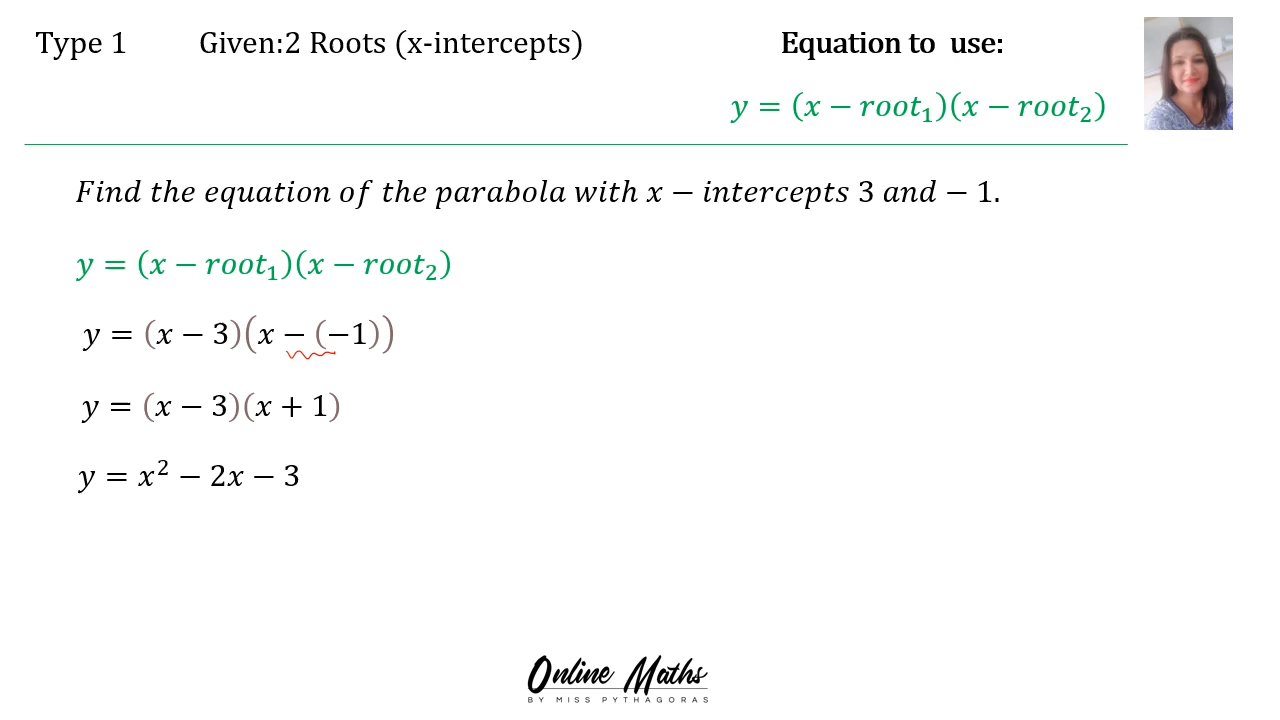 Type 1 Given:2 Roots (x-intercepts) Equation to use:
y = (x − root₁)(x − root₂)
Find the equation of the parabola with x − intercepts 3 and − 1.
y = (x − root₁)(x − root₂)
y = (x − 3)(x − (−1))
y = (x − 3)(x + 1)
y = x² − 2x − 3
Online Maths
BY MISS PYTHAGORAS